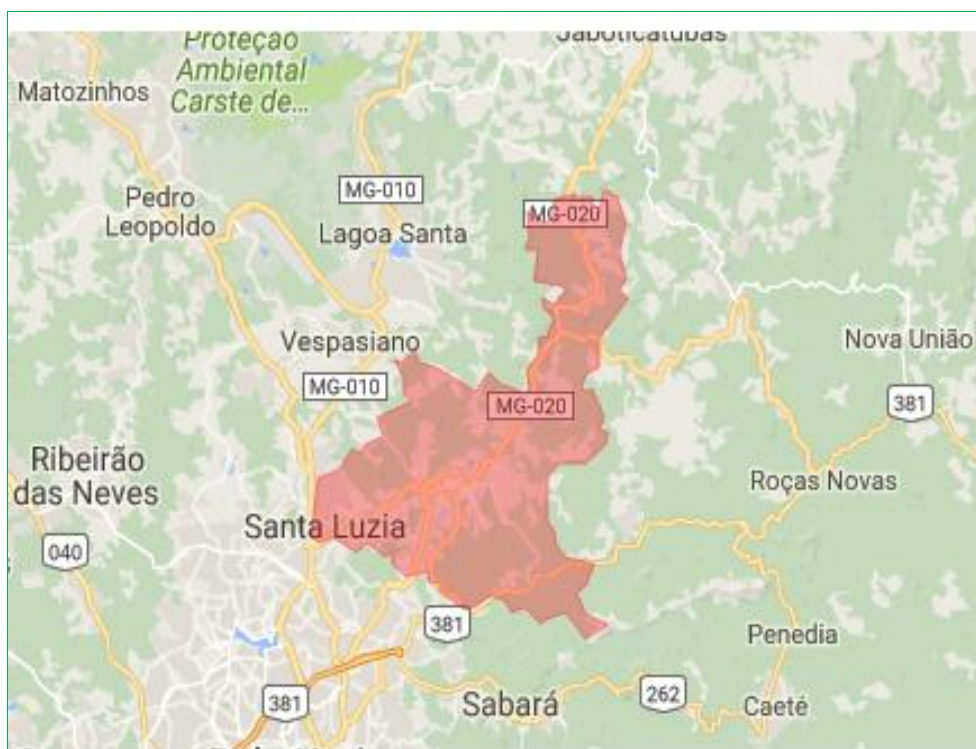 Proteção
Ambiental
Carste de...
Jaboticatubas
Matozinhos
MG-010
Pedro
Leopoldo
MG-020
Lagoa Santa
Vespasiano
Nova União
MG-010
MG-020
381
Ribeirão
das Neves
Roças Novas
Santa Luzia
040
381
Penedia
262
381
Sabará
Caeté